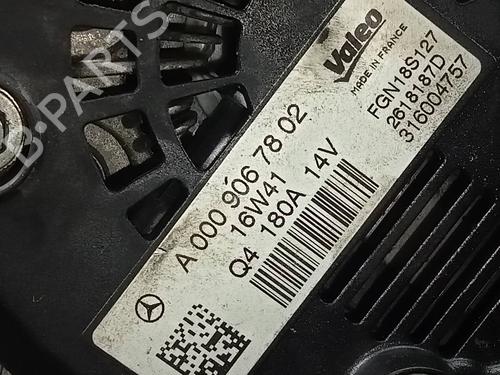 Valeo
MADE IN FRANCE
FGN18S127
2618187D
316004757
A 000 906 78 02
16W41
Q4 180A 14V
B-PARTS